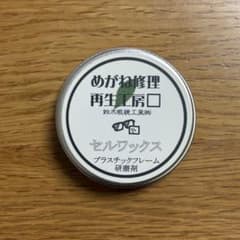 めがね修理
再生工房□
鈴木眼鏡工業㈱
セルワックス
プラスチックフレーム
研磨剤